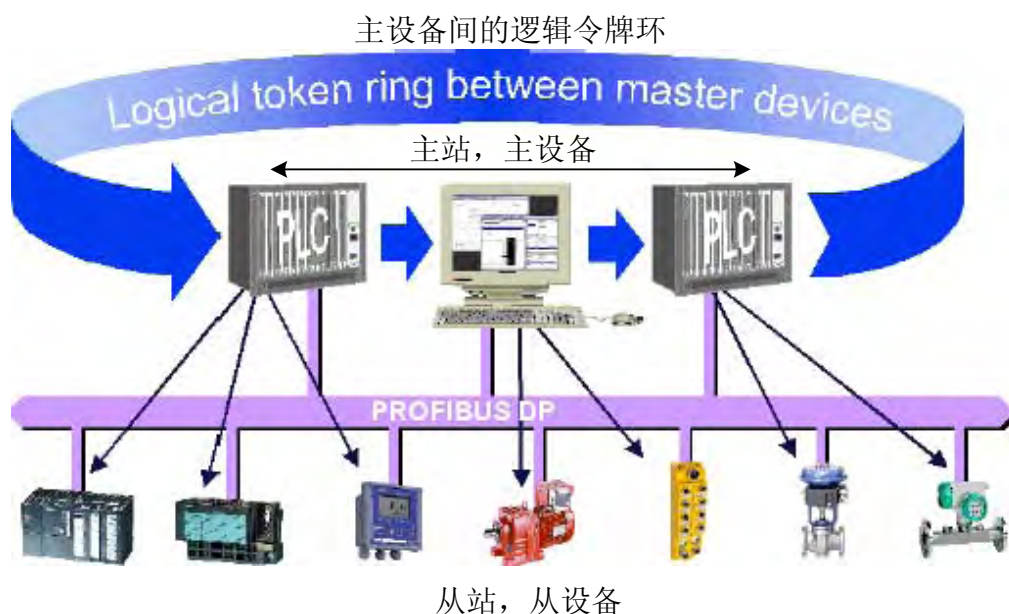 主设备间的逻辑令牌环
Logical token ring between master devices
主站，主设备
PLC
PLC
PROFIBUS DP
从站，从设备